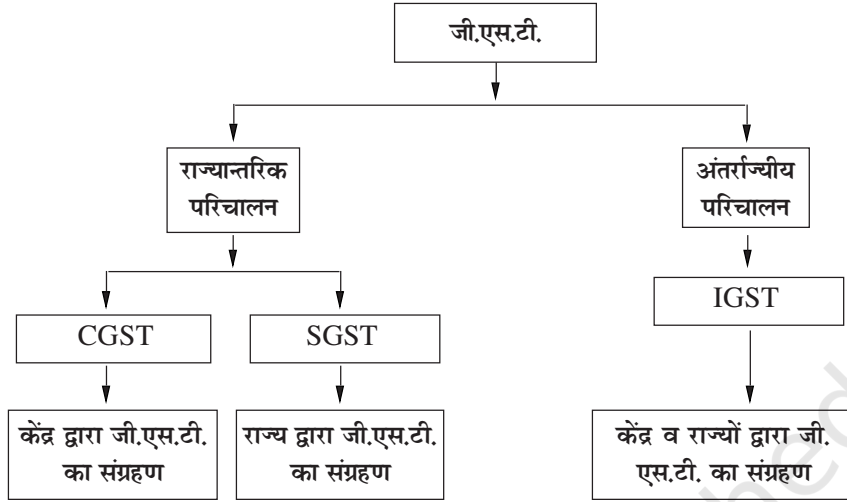 जी.एस.टी.
राज्यान्तरिक
परिचालन
अंतर्राज्यीय
परिचालन
CGST
SGST
IGST
केंद्र द्वारा जी.एस.टी.
का संग्रहण
राज्य द्वारा जी.एस.टी.
का संग्रहण
केंद्र व राज्यों द्वारा जी.
एस.टी. का संग्रहण